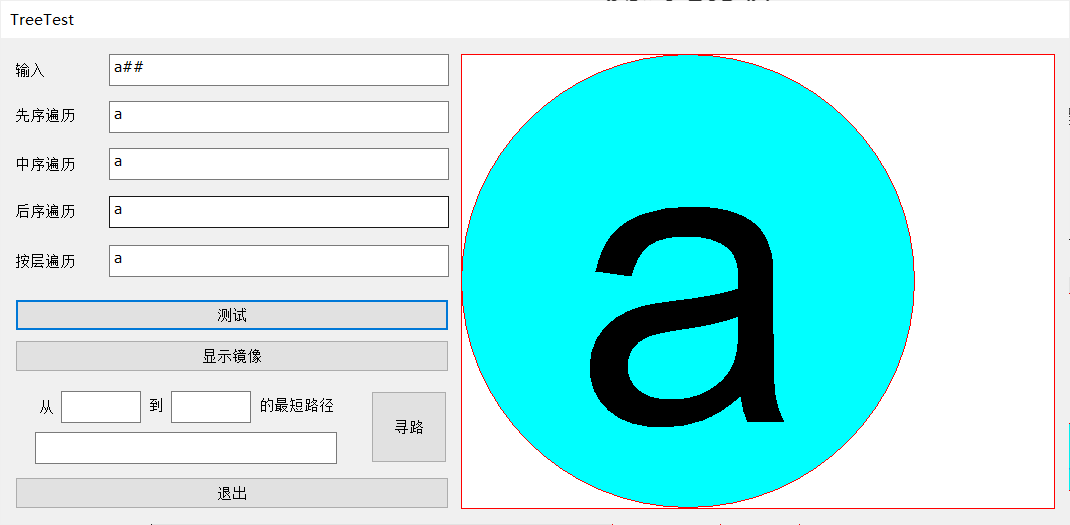 TreeTest
输入 a##
先序遍历 a
中序遍历 a
后序遍历 a
按层遍历 a
测试
显示镜像
从 到 的最短路径
寻路
退出
a